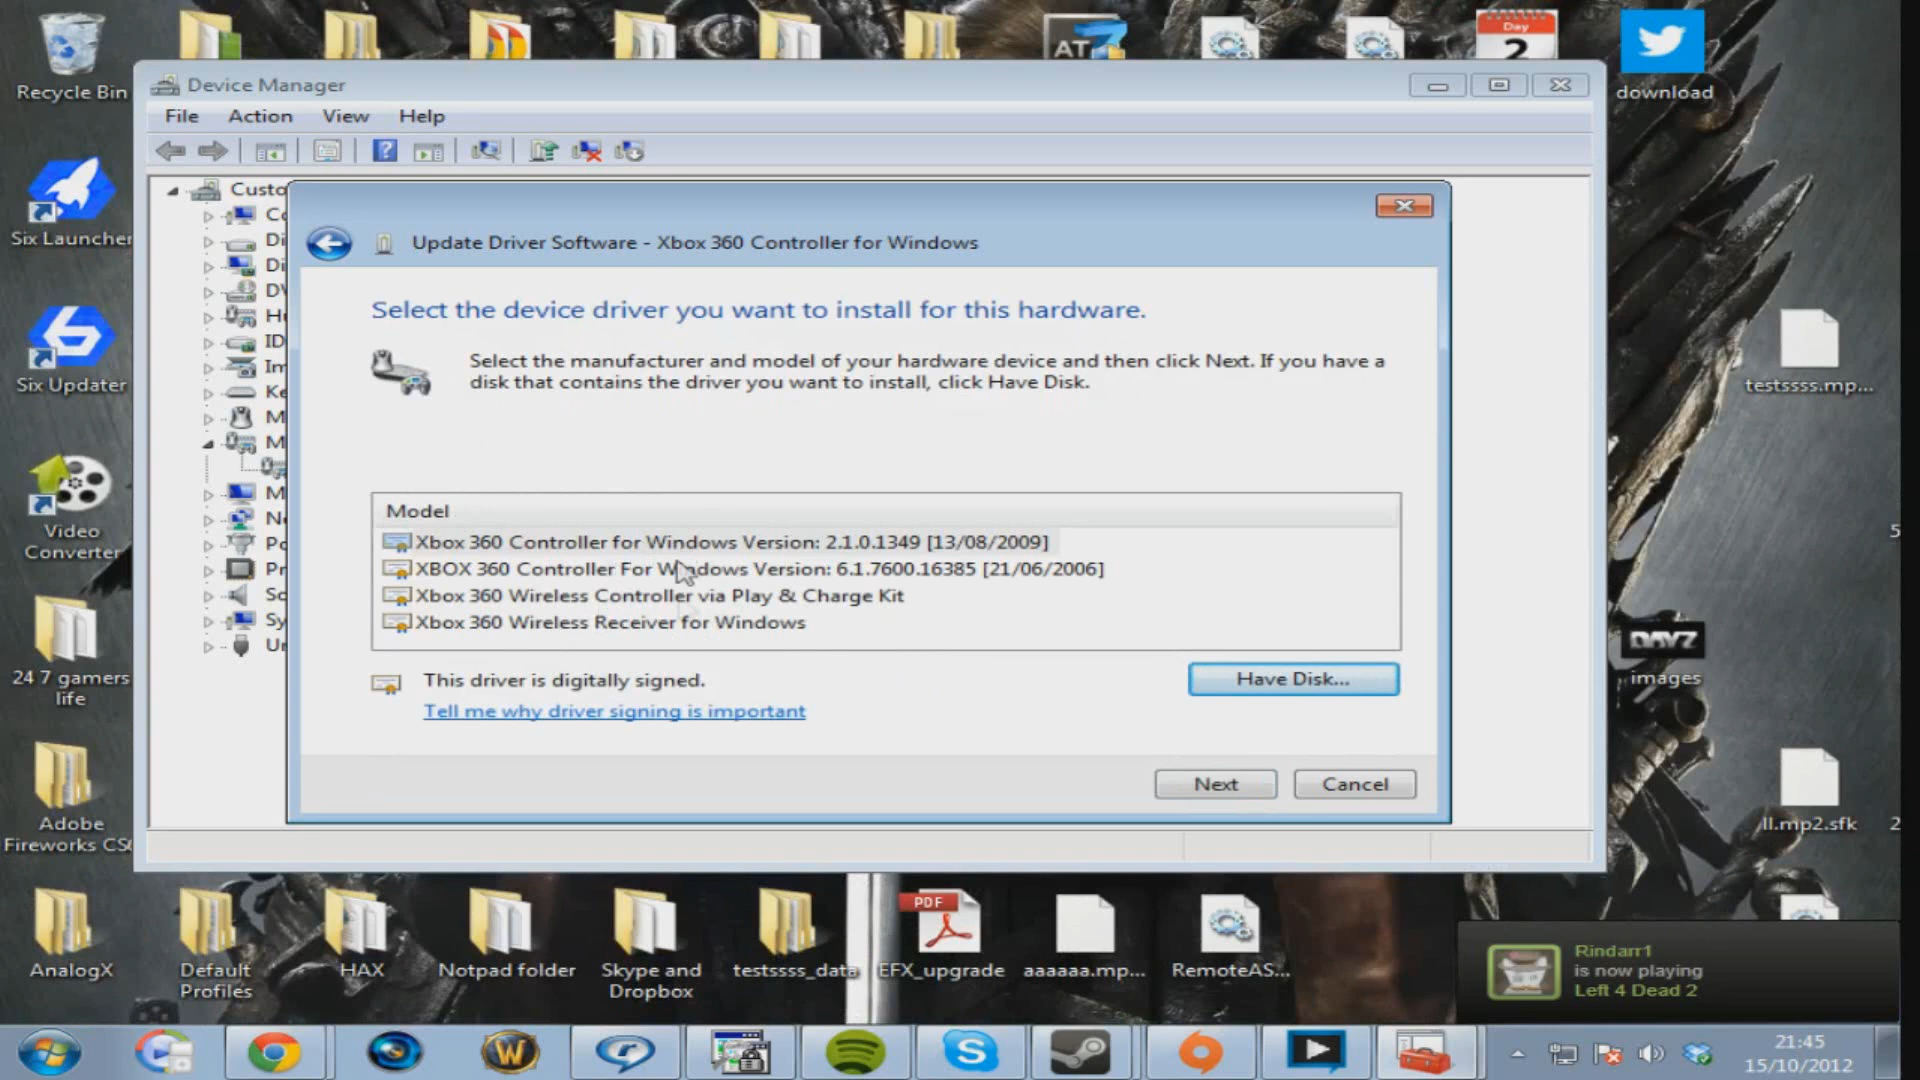 Recycle Bin
AT7
Day
2
download
Device Manager
File Action View Help
Custo
Six Launcher
Update Driver Software - Xbox 360 Controller for Windows
Select the device driver you want to install for this hardware.
Select the manufacturer and model of your hardware device and then click Next. If you have a
disk that contains the driver you want to install, click Have Disk.
Six Updater
testssss.mp...
Model
Xbox 360 Controller for Windows Version: 2.1.0.1349 [13/08/2009]
XBOX 360 Controller For Windows Version: 6.1.7600.16385 [21/06/2006]
Xbox 360 Wireless Controller via Play & Charge Kit
Xbox 360 Wireless Receiver for Windows
Video
Converter
5
This driver is digitally signed.
Have Disk...
Tell me why driver signing is important
24 7 gamers
life
DAYZ
images
Next
Cancel
Adobe
Fireworks CS
ll.mp2.sfk
2
AnalogX
Default
Profiles
HAX
Notpad folder
Skype and
Dropbox
testssss_data
PDF
EFX_upgrade
aaaaaa.mp...
RemoteAS...
Rindarr1
is now playing
Left 4 Dead 2
21:45
15/10/2012